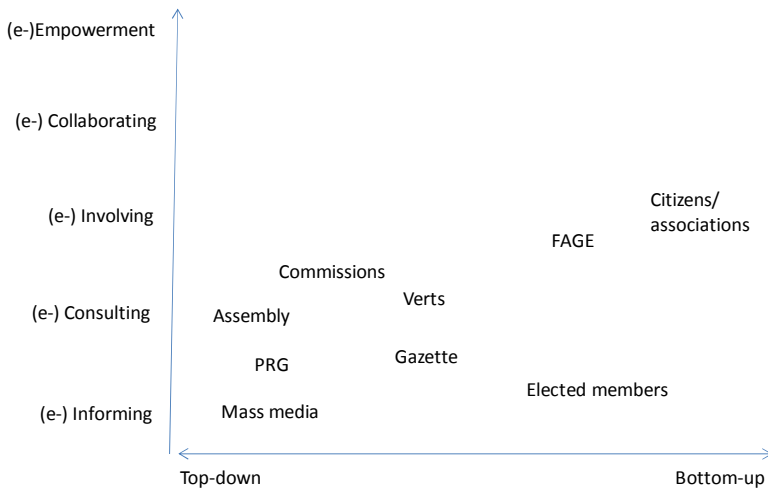 (e-)Empowerment
(e-) Collaborating
(e-) Involving
(e-) Consulting
(e-) Informing
Citizens/
associations
FAGE
Commissions
Verts
Assembly
Gazette
PRG
Elected members
Mass media
Top-down
Bottom-up